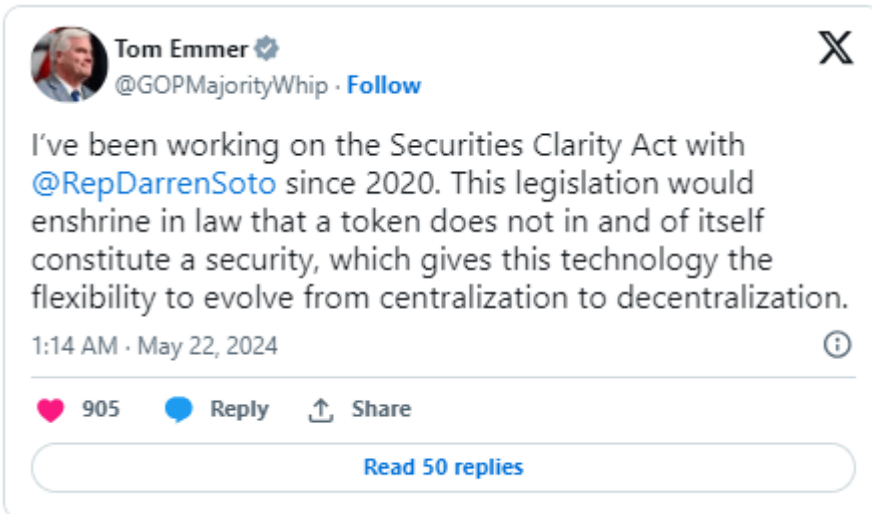 Tom Emmer
@GOPMajorityWhip · Follow
I've been working on the Securities Clarity Act with
@RepDarrenSoto since 2020. This legislation would
enshrine in law that a token does not in and of itself
constitute a security, which gives this technology the
flexibility to evolve from centralization to decentralization.
1:14 AM · May 22, 2024
905 Reply Share
Read 50 replies